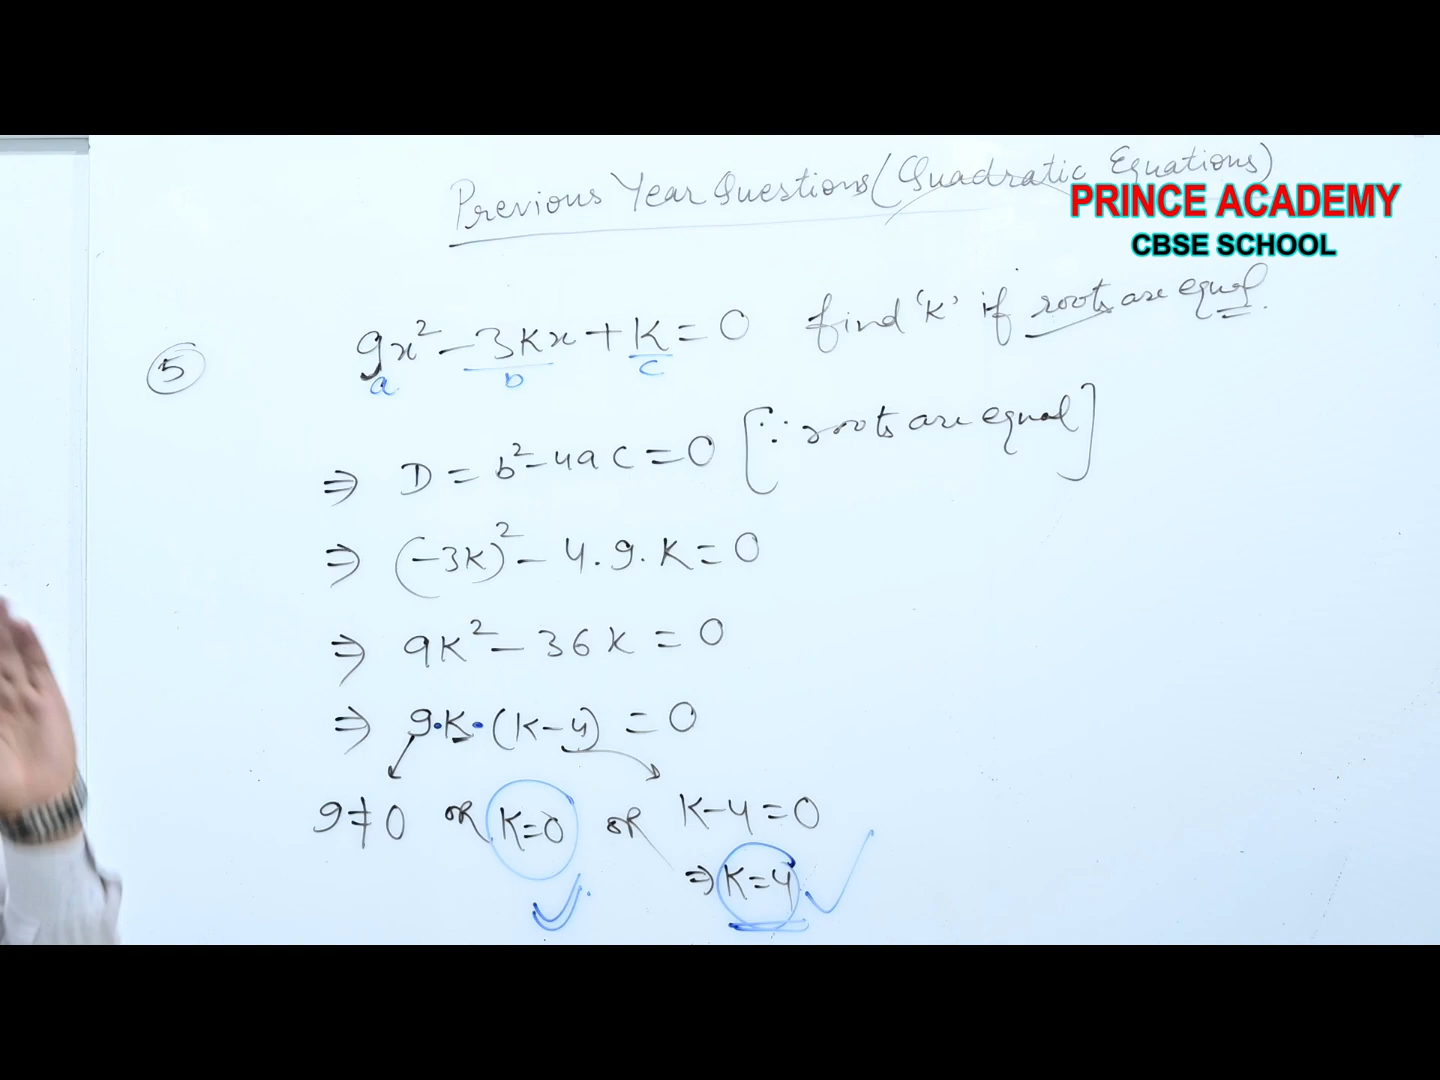 Previous Year Questions (Quadratic Equations)
PRINCE ACADEMY
CBSE SCHOOL
⑤ 9x² - 3kx + k = 0 find 'k' if roots are equal.
a b c
⇒ D = b² - 4ac = 0 [∵ roots are equal]
⇒ (-3k)² - 4.9.k = 0
⇒ 9k² - 36k = 0
⇒ 9·k·(k-4) = 0
9≠0 or k=0 or k-4=0
⇒ k=4